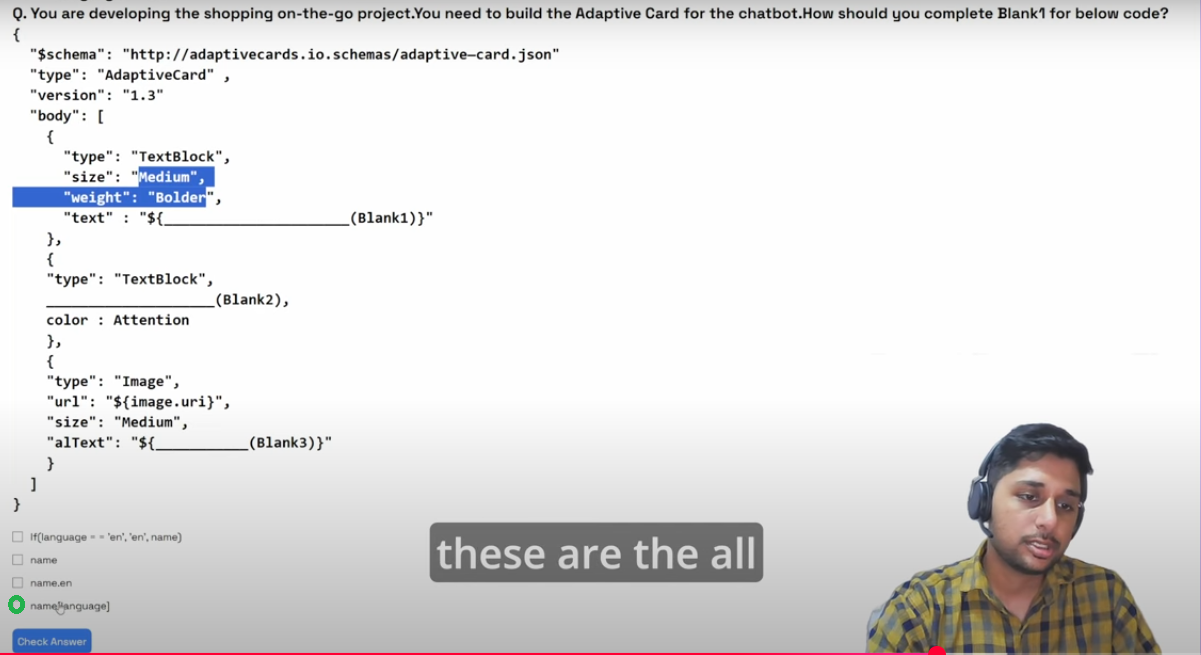 Q. You are developing the shopping on-the-go project.You need to build the Adaptive Card for the chatbot.How should you complete Blank1 for below code?
{
"$schema": "http://adaptivecards.io.schemas/adaptive-card.json"
"type": "AdaptiveCard" ,
"version": "1.3"
"body": [
{
"type": "TextBlock",
"size": "Medium",
"weight": "Bolder",
"text" : "${______________________(Blank1)}"
},
{
"type": "TextBlock",
____________________(Blank2),
color : Attention
},
{
"type": "Image",
"url": "${image.uri}",
"size": "Medium",
"alText": "${___________(Blank3)}"
}
]
}
If(language = = 'en', 'en', name)
name
name.en
name[language]
Check Answer
these are the all